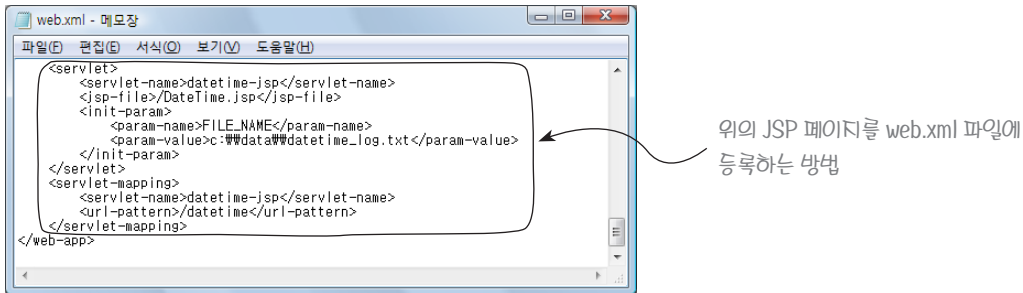 web.xml - 메모장
파일(F) 편집(E) 서식(O) 보기(V) 도움말(H)
<servlet>
<servlet-name>datetime-jsp</servlet-name>
<jsp-file>/DateTime.jsp</jsp-file>
<init-param>
<param-name>FILE_NAME</param-name>
<param-value>c:₩₩data₩₩datetime_log.txt</param-value>
</init-param>
</servlet>
<servlet-mapping>
<servlet-name>datetime-jsp</servlet-name>
<url-pattern>/datetime</url-pattern>
</servlet-mapping>
</web-app>
위의 JSP 페이지를 web.xml 파일에
등록하는 방법